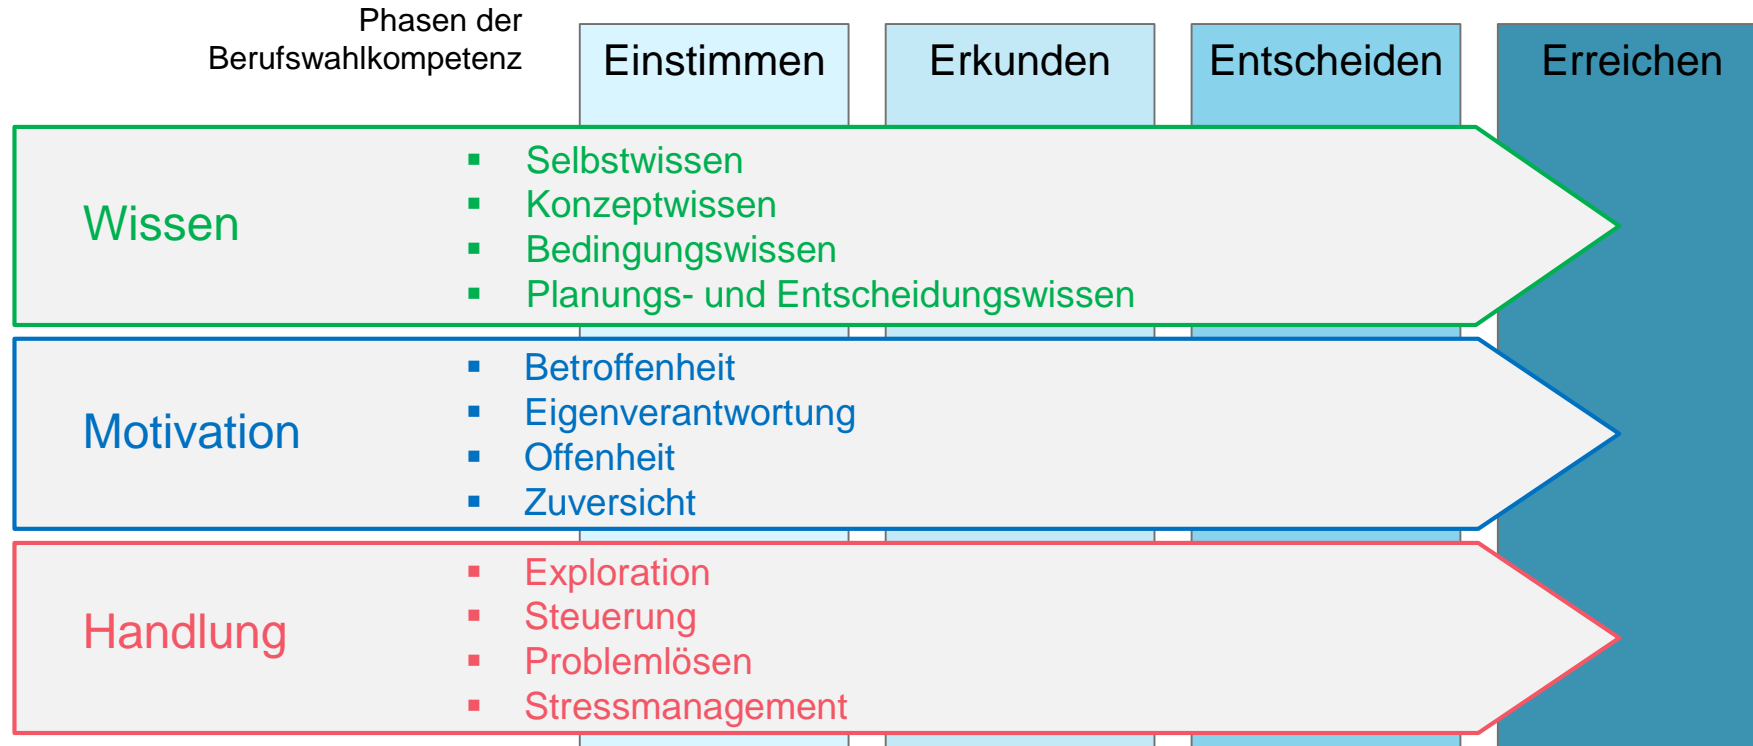 Phasen der
Berufswahlkompetenz
Einstimmen
Erkunden
Entscheiden
Erreichen
Wissen
▪ Selbstwissen
▪ Konzeptwissen
▪ Bedingungswissen
▪ Planungs- und Entscheidungswissen
Motivation
▪ Betroffenheit
▪ Eigenverantwortung
▪ Offenheit
▪ Zuversicht
Handlung
▪ Exploration
▪ Steuerung
▪ Problemlösen
▪ Stressmanagement